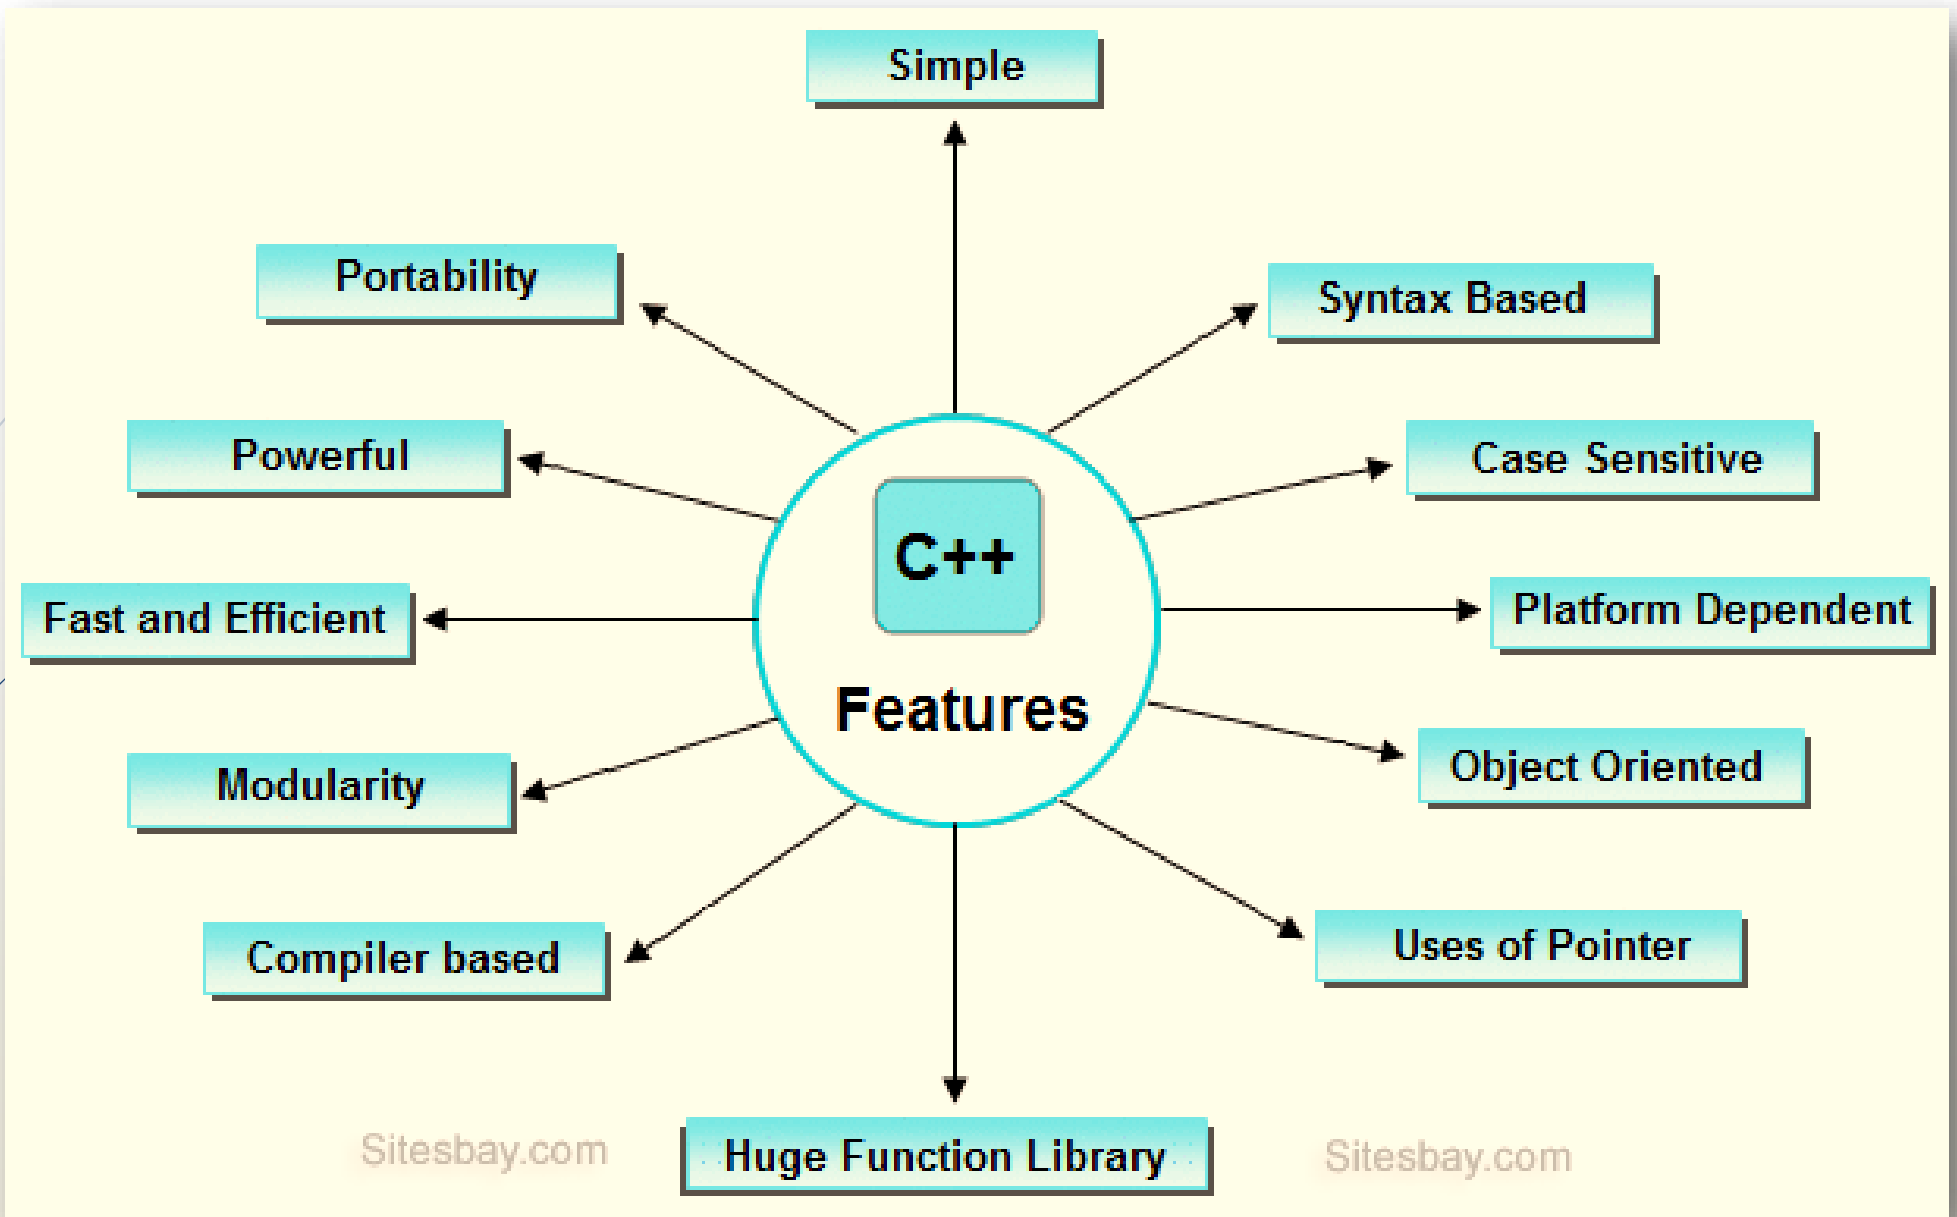 Simple
Portability
Syntax Based
Powerful
Case Sensitive
C++
Features
Fast and Efficient
Platform Dependent
Modularity
Object Oriented
Compiler based
Uses of Pointer
Huge Function Library
Sitesbay.com
Sitesbay.com